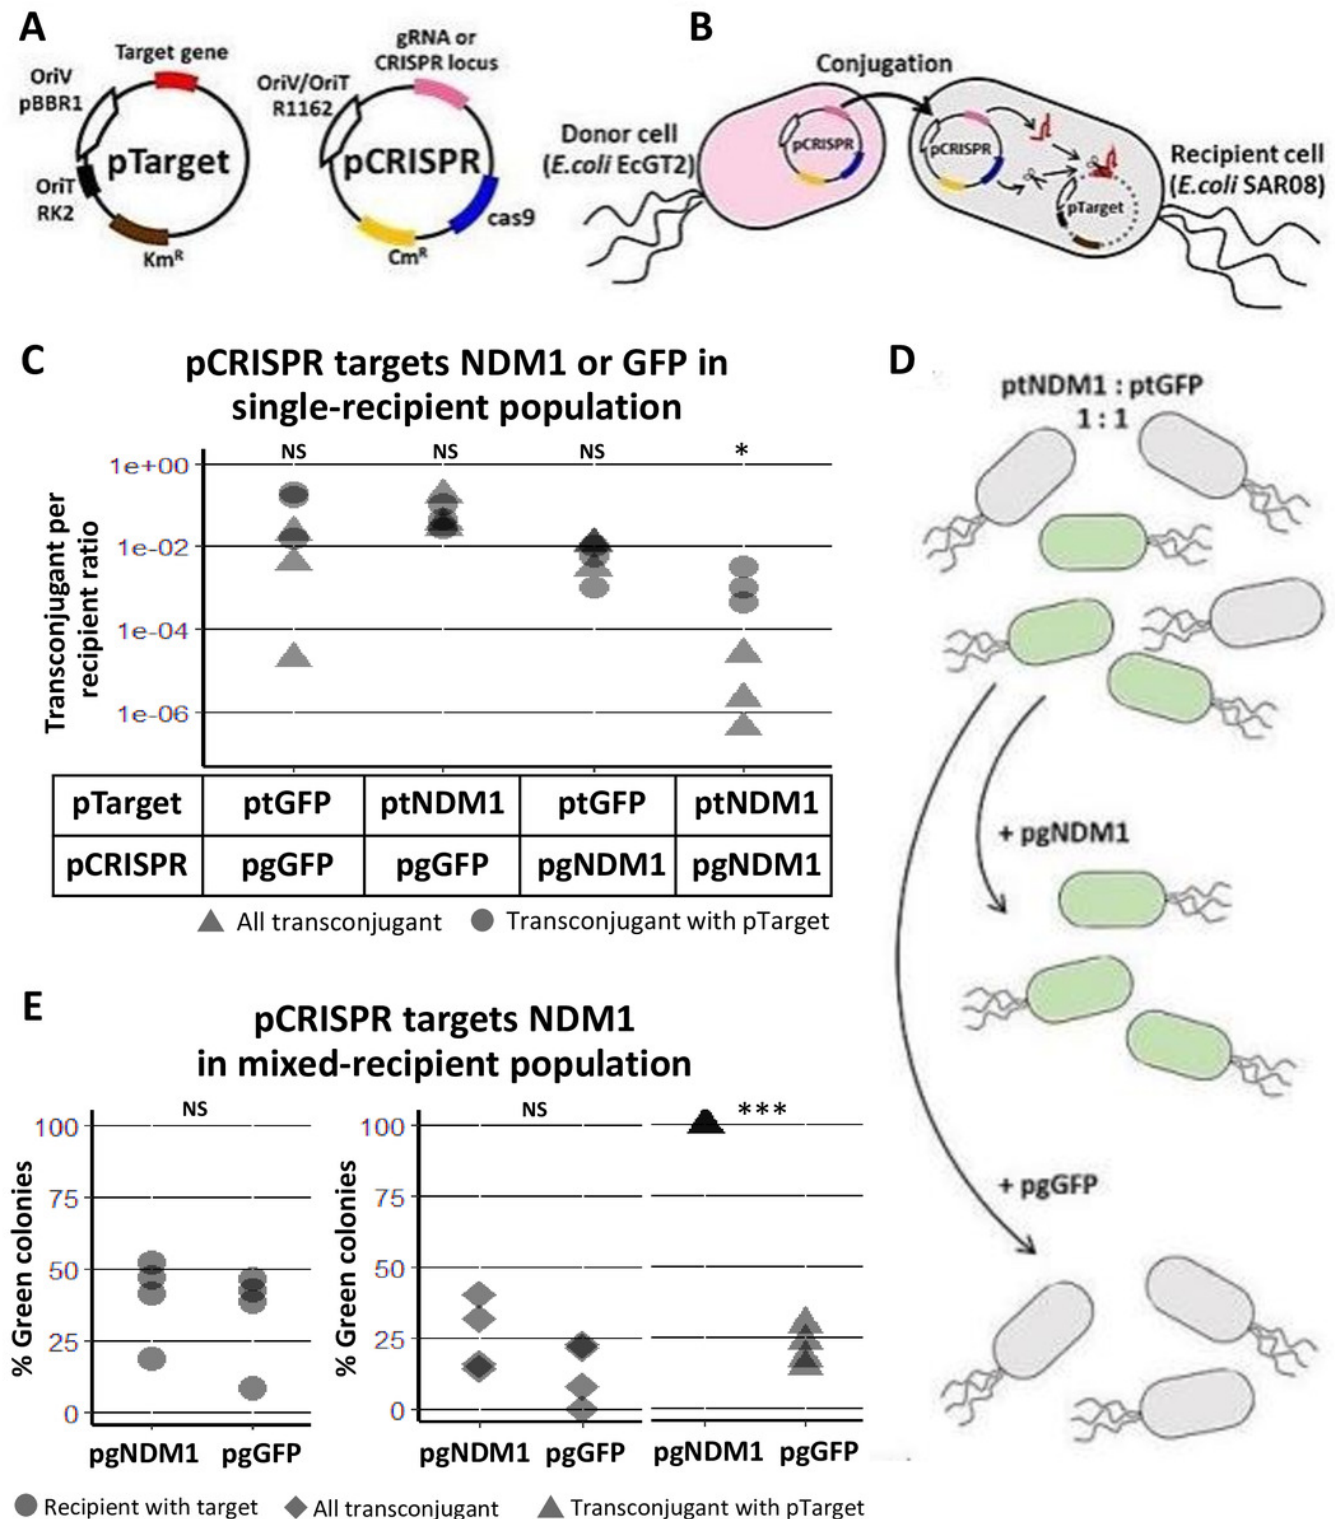 A
Target gene
OriV
pBBR1
pTarget
OriT
RK2
KmR
gRNA or
CRISPR locus
OriV/OriT
R1162
pCRISPR
cas9
CmR
B
Conjugation
Donor cell
(E.coli EcGT2)
pCRISPR
pCRISPR
pTarget
Recipient cell
(E.coli SAR08)
C
pCRISPR targets NDM1 or GFP in
single-recipient population
NS NS NS *
Transconjugant per
recipient ratio
1e+00
1e-02
1e-04
1e-06
pTarget ptGFP ptNDM1 ptGFP ptNDM1
pCRISPR pgGFP pgGFP pgNDM1 pgNDM1
All transconjugant Transconjugant with pTarget
D
ptNDM1 : ptGFP
1 : 1
+ pgNDM1
+ pgGFP
E
pCRISPR targets NDM1
in mixed-recipient population
NS
% Green colonies
100
75
50
25
0
pgNDM1 pgGFP
NS ***
% Green colonies
100
75
50
25
0
pgNDM1 pgGFP pgNDM1 pgGFP
Recipient with target All transconjugant Transconjugant with pTarget